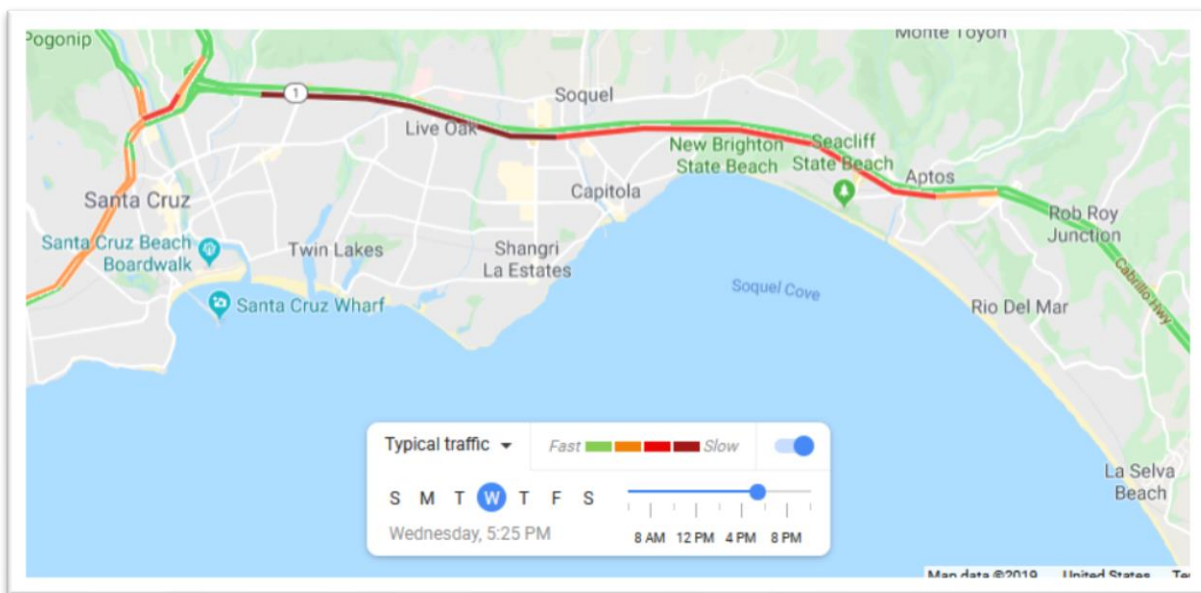 Pogonip
Monte Toyon
1
Soquel
Live Oak
New Brighton
State Beach
Seacliff
State Beach
Aptos
Santa Cruz
Capitola
Rob Roy
Junction
Santa Cruz Beach
Boardwalk
Twin Lakes
Shangri
La Estates
Cabrillo Hwy
Soquel Cove
Santa Cruz Wharf
Rio Del Mar
Typical traffic
Fast
Slow
La Selva
Beach
S M T W T F S
Wednesday, 5:25 PM
8 AM 12 PM 4 PM 8 PM
Map data ©2019 United States